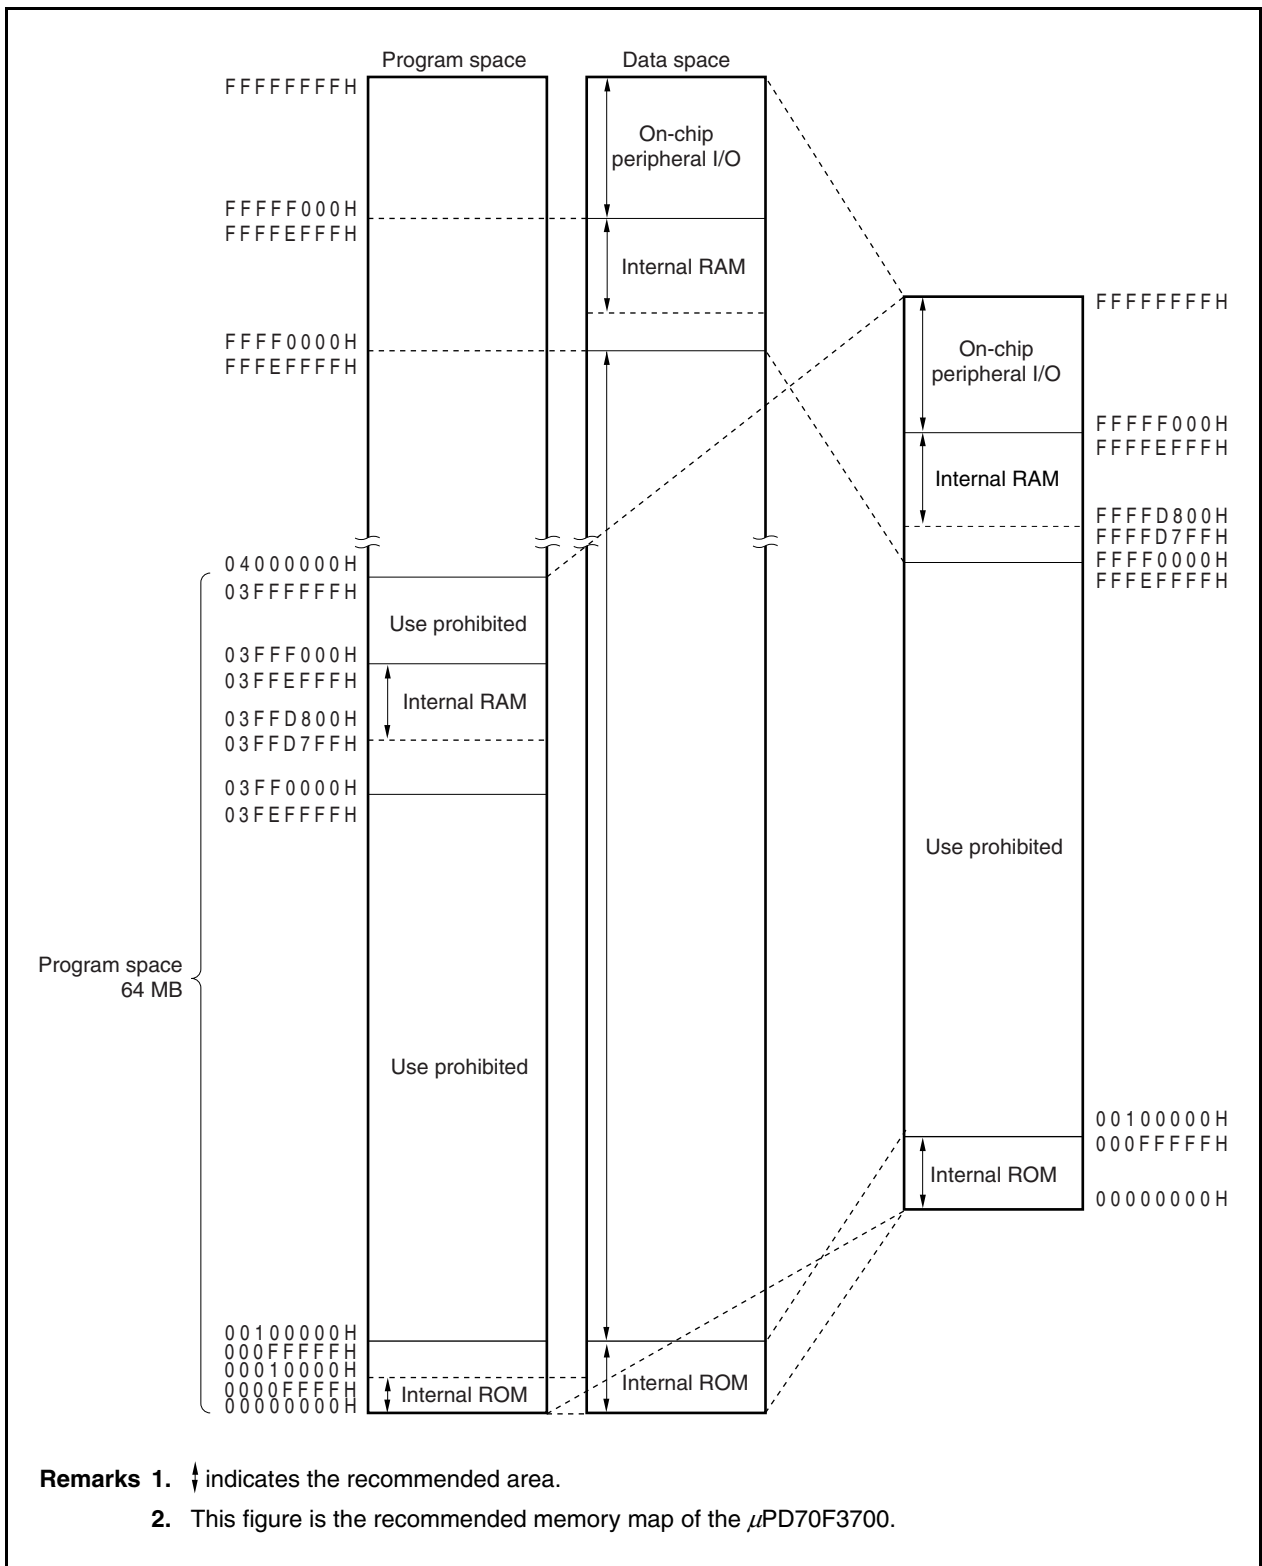 Program space
Data space
FFFFFFFFH
On-chip
peripheral I/O
FFFFF000H
FFFFEFFFH
Internal RAM
FFFF0000H
FFFEFFFFH
04000000H
03FFFFFFH
Use prohibited
03FFF000H
03FFEFFFH
Internal RAM
03FFD800H
03FFD7FFH
03FF0000H
03FEFFFFH
Program space
64 MB
Use prohibited
00100000H
000FFFFFH
00010000H
0000FFFFH
00000000H
Internal ROM
Internal ROM
FFFFFFFFH
On-chip
peripheral I/O
FFFFF000H
FFFFEFFFH
Internal RAM
FFFFD800H
FFFFD7FFH
FFFF0000H
FFFEFFFFH
Use prohibited
00100000H
000FFFFFH
Internal ROM
00000000H
Remarks 1. indicates the recommended area.
2. This figure is the recommended memory map of the μPD70F3700.